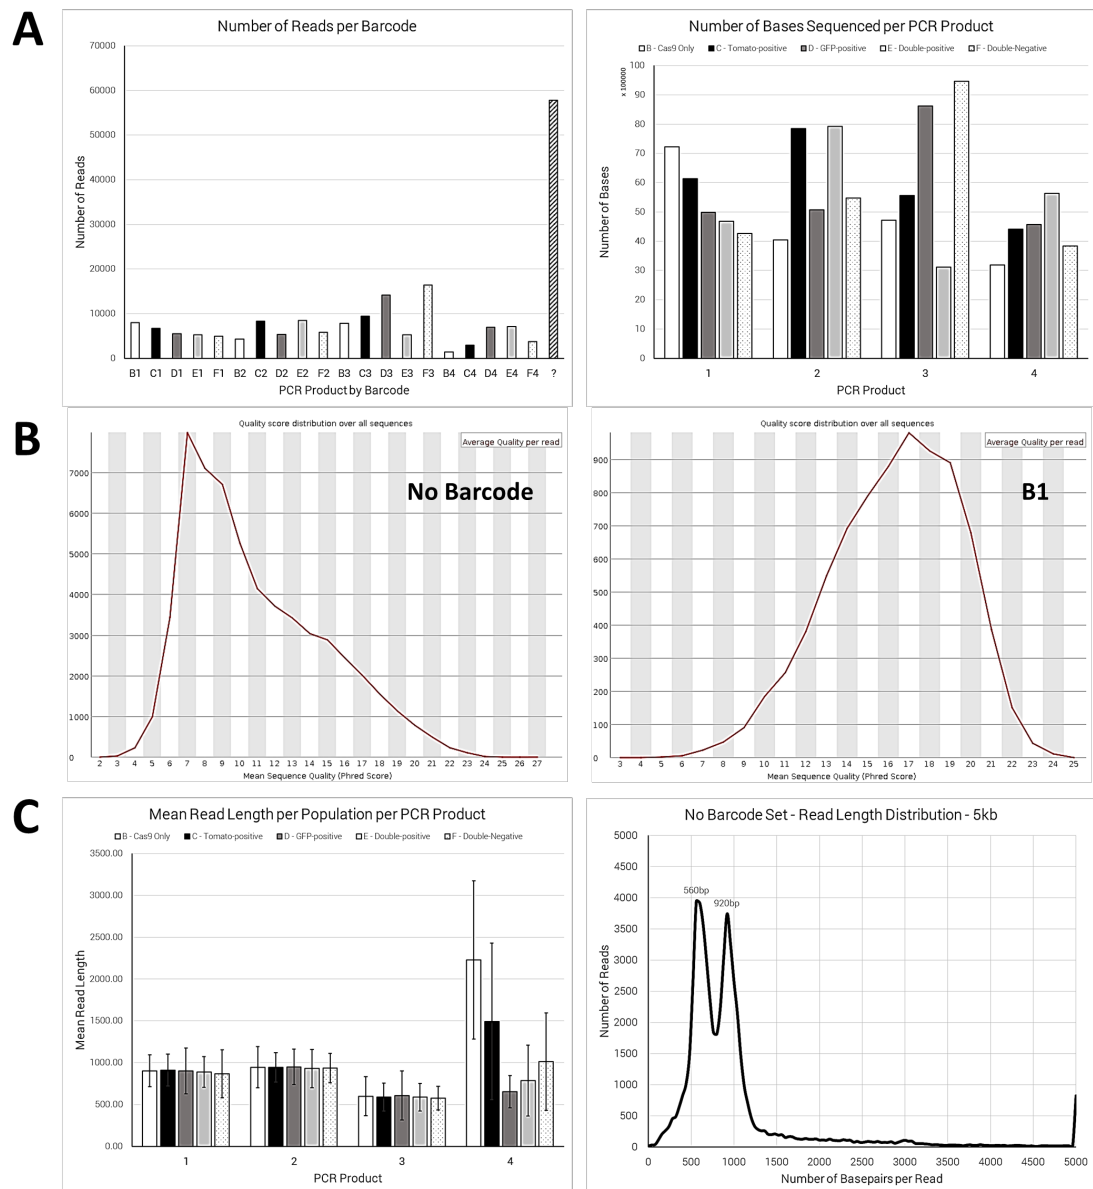 A
Number of Reads per Barcode
70000
60000
50000
40000
30000
20000
10000
0
Number of Reads
B1 C1 D1 E1 F1 B2 C2 D2 E2 F2 B3 C3 D3 E3 F3 B4 C4 D4 E4 F4 ?
PCR Product by Barcode
Number of Bases Sequenced per PCR Product
B - Cas9 Only C - Tomato-positive D - GFP-positive E - Double-positive F - Double-Negative
x 100000
100
90
80
70
60
50
40
30
20
10
0
Number of Bases
1 2 3 4
PCR Product
B
Quality score distribution over all sequences
Average Quality per read
No Barcode
7000
6000
5000
4000
3000
2000
1000
0
2 3 4 5 6 7 8 9 10 11 12 13 14 15 16 17 18 19 20 21 22 23 24 25 26 27
Mean Sequence Quality (Phred Score)
Quality score distribution over all sequences
Average Quality per read
B1
900
800
700
600
500
400
300
200
100
0
3 4 5 6 7 8 9 10 11 12 13 14 15 16 17 18 19 20 21 22 23 24 25
Mean Sequence Quality (Phred Score)
C
Mean Read Length per Population per PCR Product
B - Cas9 Only C - Tomato-positive D - GFP-positive E - Double-positive F - Double-Negative
3500.00
3000.00
2500.00
2000.00
1500.00
1000.00
500.00
0.00
Mean Read Length
1 2 3 4
PCR Product
No Barcode Set - Read Length Distribution - 5kb
5000
4500
4000
3500
3000
2500
2000
1500
1000
500
0
Number of Reads
560bp
920bp
0 500 1000 1500 2000 2500 3000 3500 4000 4500 5000
Number of Basepairs per Read